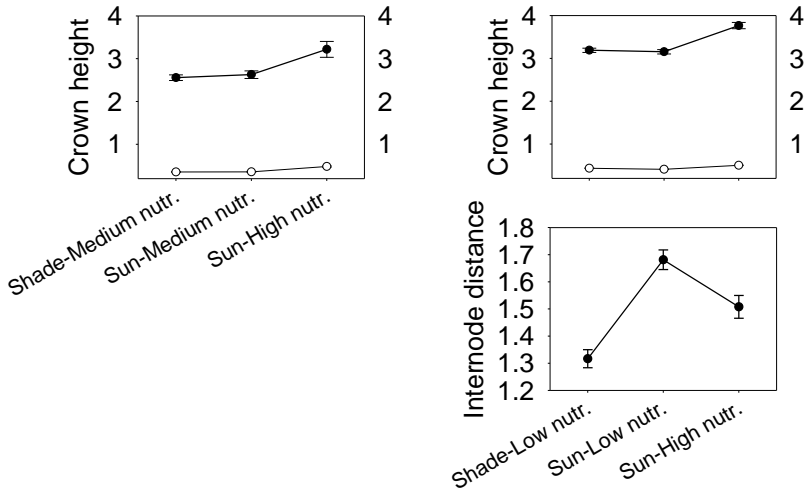 Crown height
4
3
2
1
4
3
2
1
Shade-Medium nutr.
Sun-Medium nutr.
Sun-High nutr.
Crown height
4
3
2
1
4
3
2
1
Internode distance
1.8
1.7
1.6
1.5
1.4
1.3
1.2
Shade-Low nutr.
Sun-Low nutr.
Sun-High nutr.